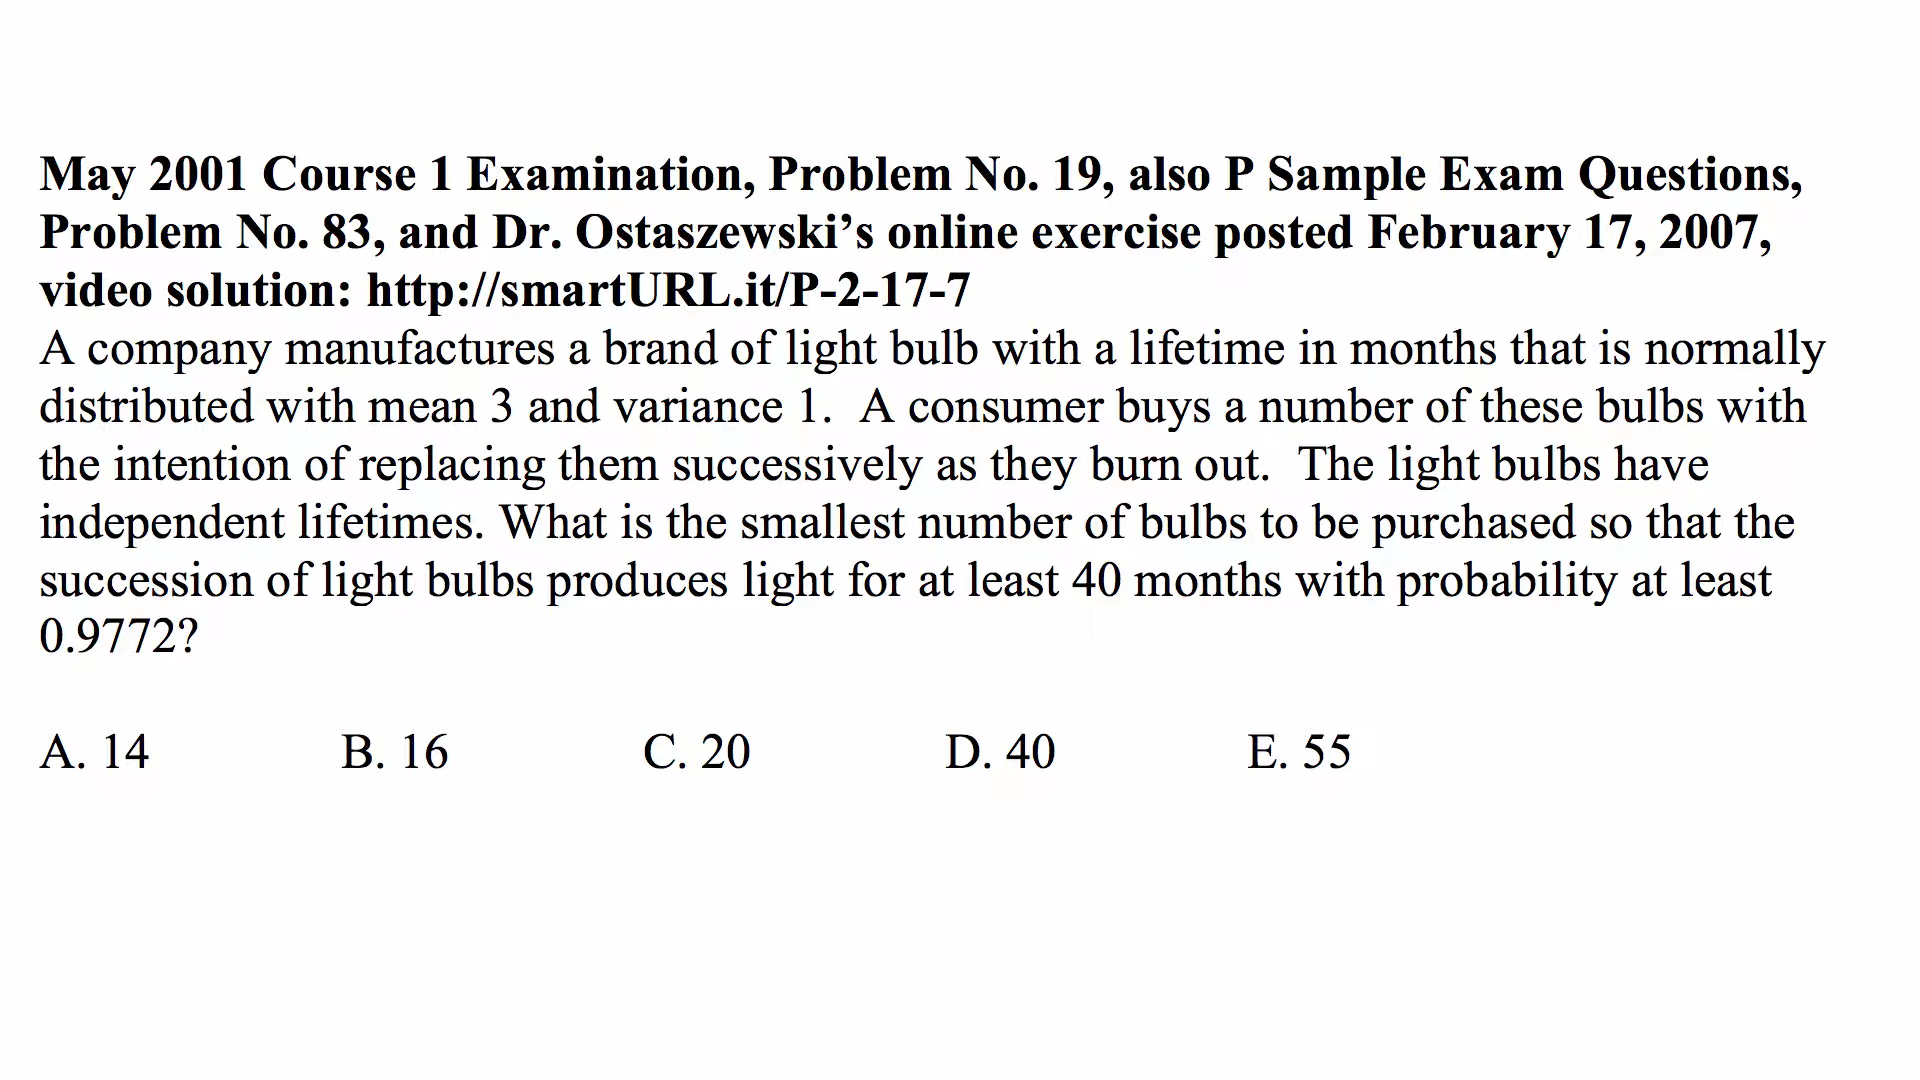 May 2001 Course 1 Examination, Problem No. 19, also P Sample Exam Questions,
Problem No. 83, and Dr. Ostaszewski’s online exercise posted February 17, 2007,
video solution: http://smartURL.it/P-2-17-7
A company manufactures a brand of light bulb with a lifetime in months that is normally
distributed with mean 3 and variance 1.  A consumer buys a number of these bulbs with
the intention of replacing them successively as they burn out.  The light bulbs have
independent lifetimes. What is the smallest number of bulbs to be purchased so that the
succession of light bulbs produces light for at least 40 months with probability at least
0.9772?
A. 14 B. 16 C. 20 D. 40 E. 55